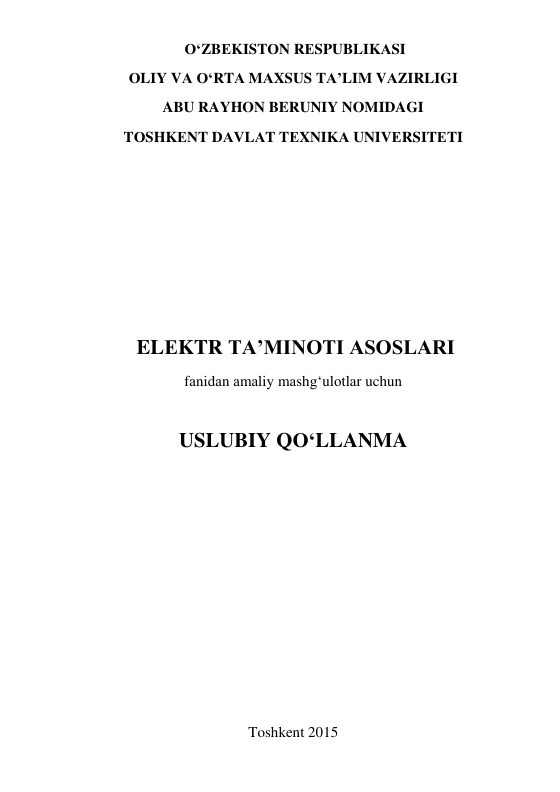 O‘ZBEKISTON RESPUBLIKASI
OLIY VA O‘RTA MAXSUS TA’LIM VAZIRLIGI
ABU RAYHON BERUNIY NOMIDAGI
TOSHKENT DAVLAT TEXNIKA UNIVERSITETI
ELEKTR TA’MINOTI ASOSLARI
fanidan amaliy mashg‘ulotlar uchun
USLUBIY QO‘LLANMA
Toshkent 2015